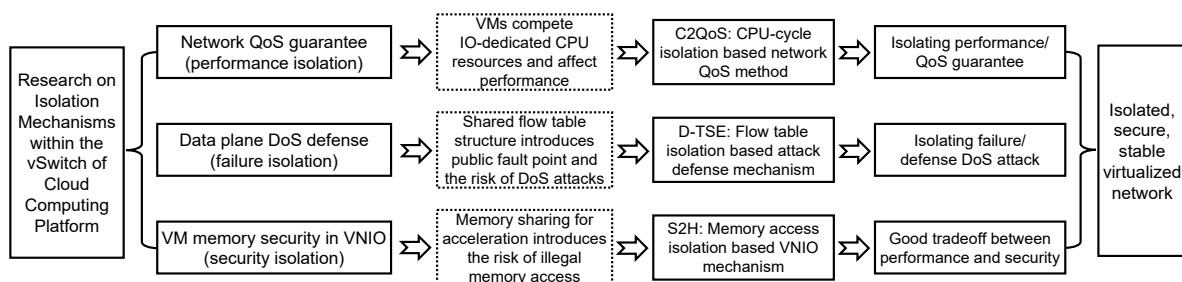 Research on
Isolation
Mechanisms
within the
vSwitch of
Cloud
Computing
Platform
Network QoS guarantee
(performance isolation)
VMs compete
IO-dedicated CPU
resources and affect
performance
C2QoS: CPU-cycle
isolation based network
QoS method
Isolating performance/
QoS guarantee
Data plane DoS defense
(failure isolation)
Shared flow table
structure introduces
public fault point and
the risk of DoS attacks
D-TSE: Flow table
isolation based attack
defense mechanism
Isolating failure/
defense DoS attack
VM memory security in VNIO
(security isolation)
Memory sharing for
acceleration introduces
the risk of illegal
memory access
S2H: Memory access
isolation based VNIO
mechanism
Good tradeoff between
performance and security
Isolated,
secure,
stable
virtualized
network